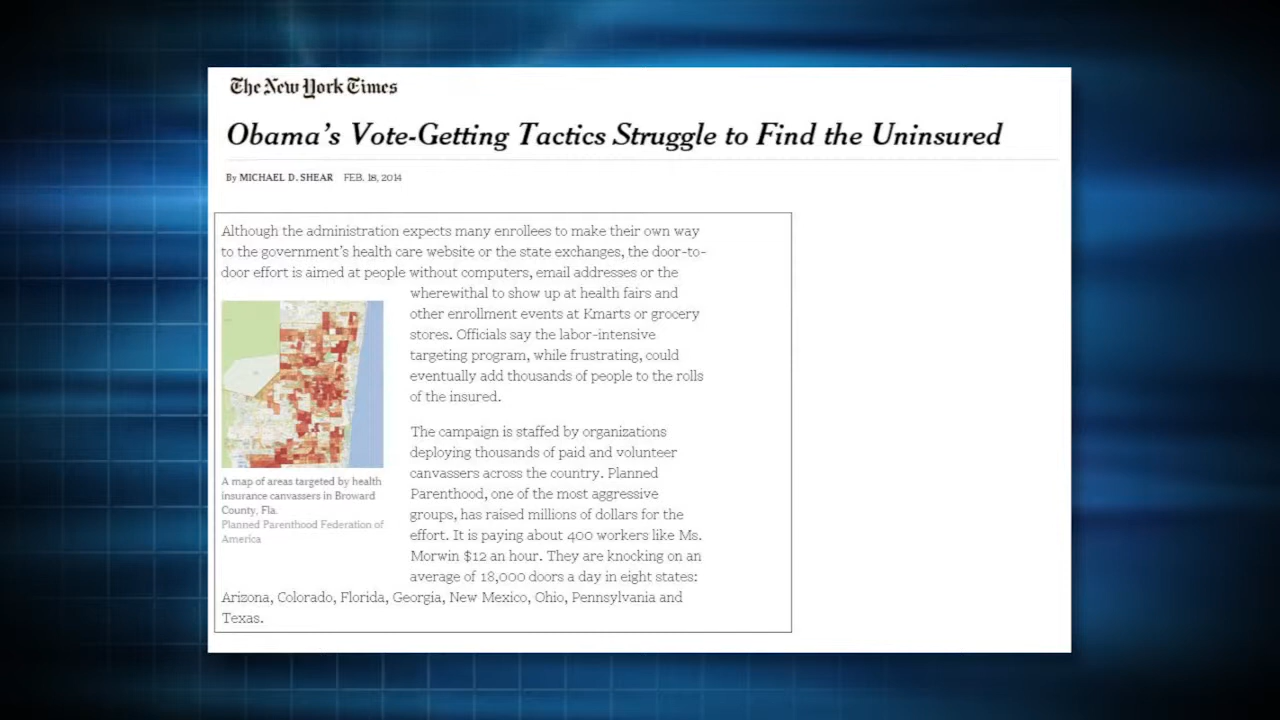 The New York Times
Obama's Vote-Getting Tactics Struggle to Find the Uninsured
By MICHAEL D. SHEAR FEB. 18, 2014
Although the administration expects many enrollees to make their own way
to the government's health care website or the state exchanges, the door-to-
door effort is aimed at people without computers, email addresses or the
wherewithal to show up at health fairs and
other enrollment events at Kmarts or grocery
stores. Officials say the labor-intensive
targeting program, while frustrating, could
eventually add thousands of people to the rolls
of the insured.
A map of areas targeted by health
insurance canvassers in Broward
County, Fla.
Planned Parenthood Federation of
America
The campaign is staffed by organizations
deploying thousands of paid and volunteer
canvassers across the country. Planned
Parenthood, one of the most aggressive
groups, has raised millions of dollars for the
effort. It is paying about 400 workers like Ms.
Morwin $12 an hour. They are knocking on an
average of 18,000 doors a day in eight states:
Arizona, Colorado, Florida, Georgia, New Mexico, Ohio, Pennsylvania and
Texas.